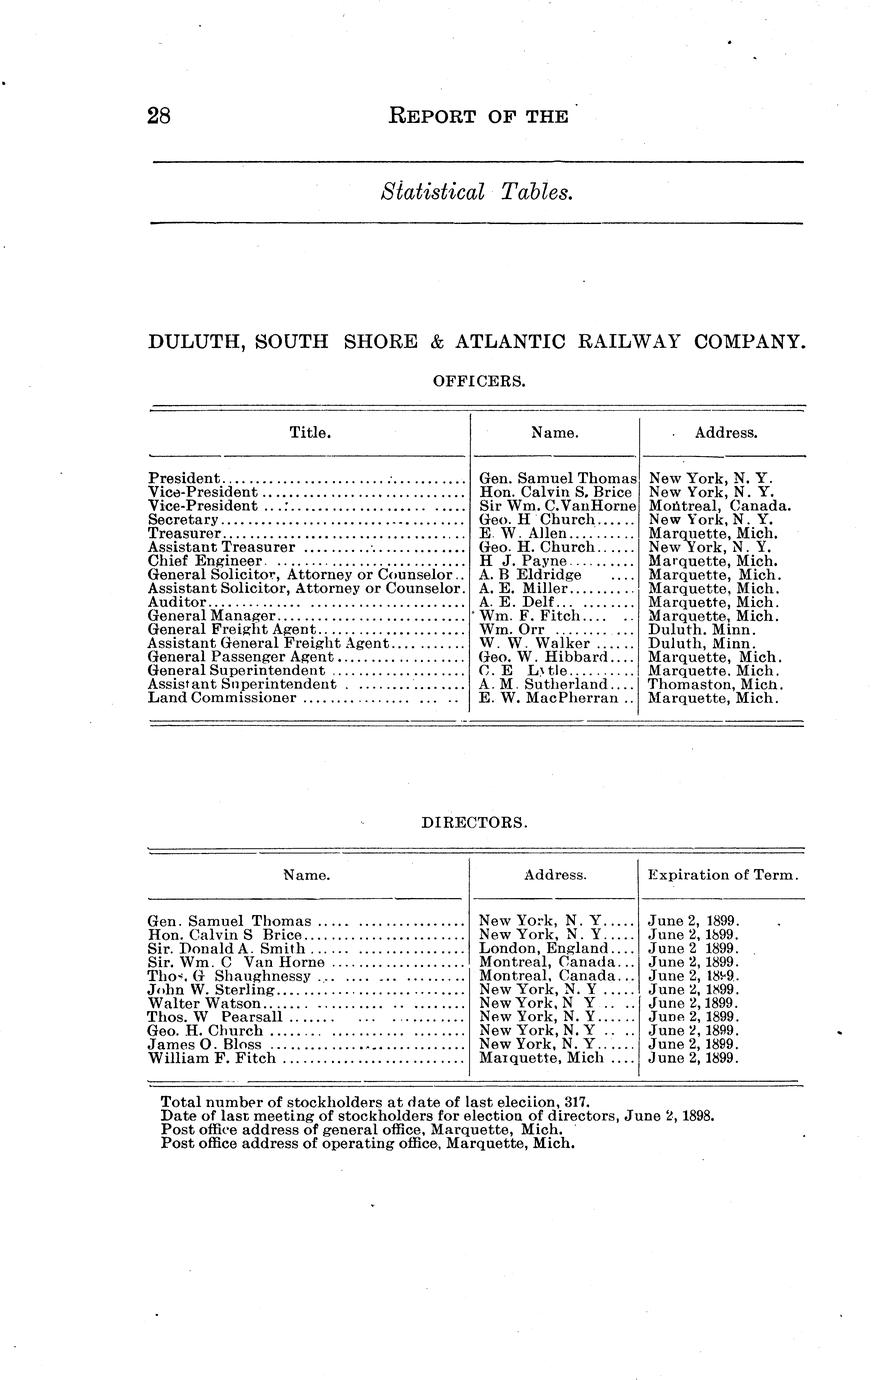 28 REPORT OF THE
Statistical Tables.
DULUTH, SOUTH SHORE & ATLANTIC RAILWAY COMPANY.
OFFICERS.
Title. Name. Address.
President Gen. Samuel Thomas New York, N. Y.
Vice-President Hon. Calvin S. Brice New York, N. Y.
Vice-President Sir Wm. C. VanHorne Montreal, Canada.
Secretary Geo. H Church New York, N. Y.
Treasurer E. W. Allen Marquette, Mich.
Assistant Treasurer Geo. H. Church New York, N. Y.
Chief Engineer H J. Payne Marquette, Mich.
General Solicitor, Attorney or Counselor A. B Eldridge Marquette, Mich.
Assistant Solicitor, Attorney or Counselor. A. E. Miller Marquette, Mich.
Auditor A. E. Delf Marquette, Mich.
General Manager Wm. F. Fitch Marquette, Mich.
General Freight Agent Wm. Orr Duluth. Minn.
Assistant General Freight Agent W. W. Walker Duluth, Minn.
General Passenger Agent Geo. W. Hibbard Marquette, Mich.
General Superintendent C. E Lytle Marquette. Mich.
Assistant Superintendent A. M. Sutherland Thomaston, Mich.
Land Commissioner E. W. MacPherran Marquette, Mich.
DIRECTORS.
Name. Address. Expiration of Term.
Gen. Samuel Thomas New York, N. Y. June 2, 1899.
Hon. Calvin S Brice New York, N. Y. June 2, 1899.
Sir. Donald A. Smith London, England June 2 1899.
Sir. Wm. C Van Horne Montreal, Canada June 2, 1899.
Thos. G Shaughnessy Montreal, Canada June 2, 1899.
John W. Sterling New York, N. Y June 2, 1899.
Walter Watson New York, N Y June 2, 1899.
Thos. W Pearsall New York, N. Y. June 2, 1899.
Geo. H. Church New York, N. Y June 2, 1899.
James O. Bloss New York, N. Y. June 2, 1899.
William F. Fitch Marquette, Mich June 2, 1899.
Total number of stockholders at date of last election, 317.
Date of last meeting of stockholders for election of directors, June 2, 1898.
Post office address of general office, Marquette, Mich.
Post office address of operating office, Marquette, Mich.